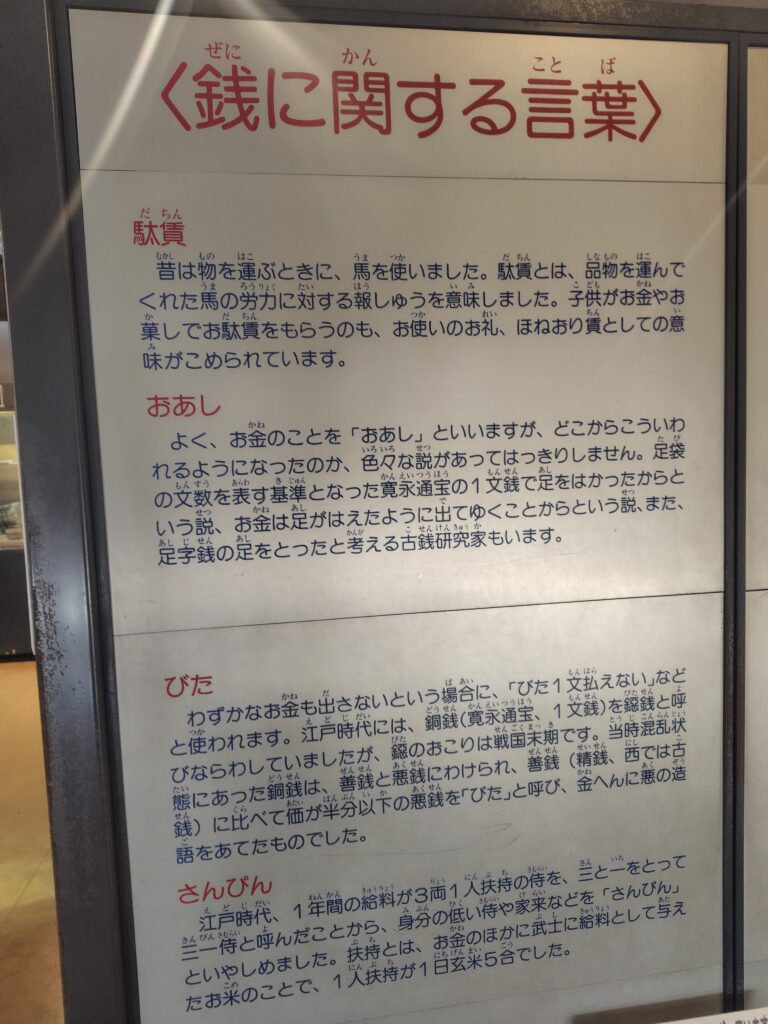 〈銭に関する言葉〉
駄賃
昔は物を運ぶときに、馬を使いました。駄賃とは、品物を運んで
くれた馬の労力に対する報しゅうを意味しました。子供がお金やお
菓しでお駄賃をもらうのも、お使いのお礼、ほねおり賃としての意
味がこめられています。
おあし
よく、お金のことを「おあし」といいますが、どこからこういわ
れるようになったのか、色々な説があってはっきりしません。足袋
の文数を表す基準となった寛永通宝の1文銭で足をはかったからと
いう説、お金は足がはえたように出てゆくことからという説、また、
足字銭の足をとったと考える古銭研究家もいます。
びた
わずかなお金も出さないという場合に、「びた1文払えない」など
と使われます。江戸時代には、銅銭(寛永通宝、1文銭)を鐚銭と呼
びならわしていましたが、鐚のおこりは戦国末期です。当時混乱状
態にあった銅銭は、善銭と悪銭にわけられ、善銭(精銭、西では古
銭)に比べて価が半分以下の悪銭を「びた」と呼び、金へんに悪の造
語をあてたものでした。
さんぴん
江戸時代、1年間の給料が3両1人扶持の侍を、三と一をとって
三一侍と呼んだことから、身分の低い侍や家来などを「さんぴん」
といやしめました。扶持とは、お金のほかに武士に給料として与え
たお米のことで、1人扶持が1日玄米5合でした。